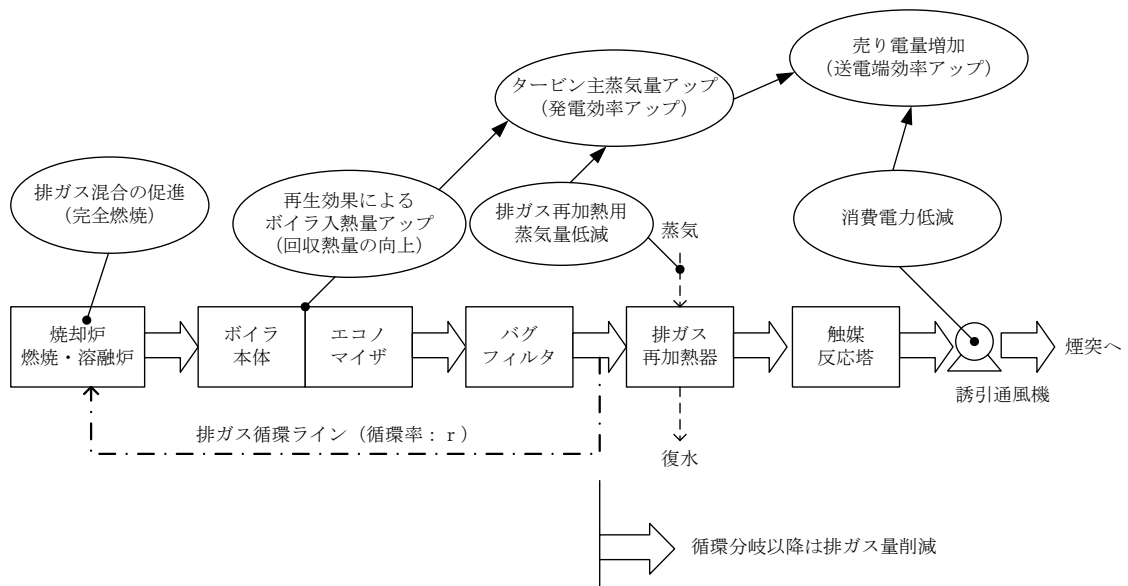 売り電量増加
（送電端効率アップ）
タービン主蒸気量アップ
（発電効率アップ）
排ガス混合の促進
（完全燃焼）
再生効果による
ボイラ入熱量アップ
（回収熱量の向上）
排ガス再加熱用
蒸気量低減
蒸気
消費電力低減
焼却炉
燃焼・溶融炉
ボイラ
本体
エコノ
マイザ
バグ
フィルタ
排ガス
再加熱器
触媒
反応塔
煙突へ
誘引通風機
排ガス循環ライン（循環率：ｒ）
復水
循環分岐以降は排ガス量削減